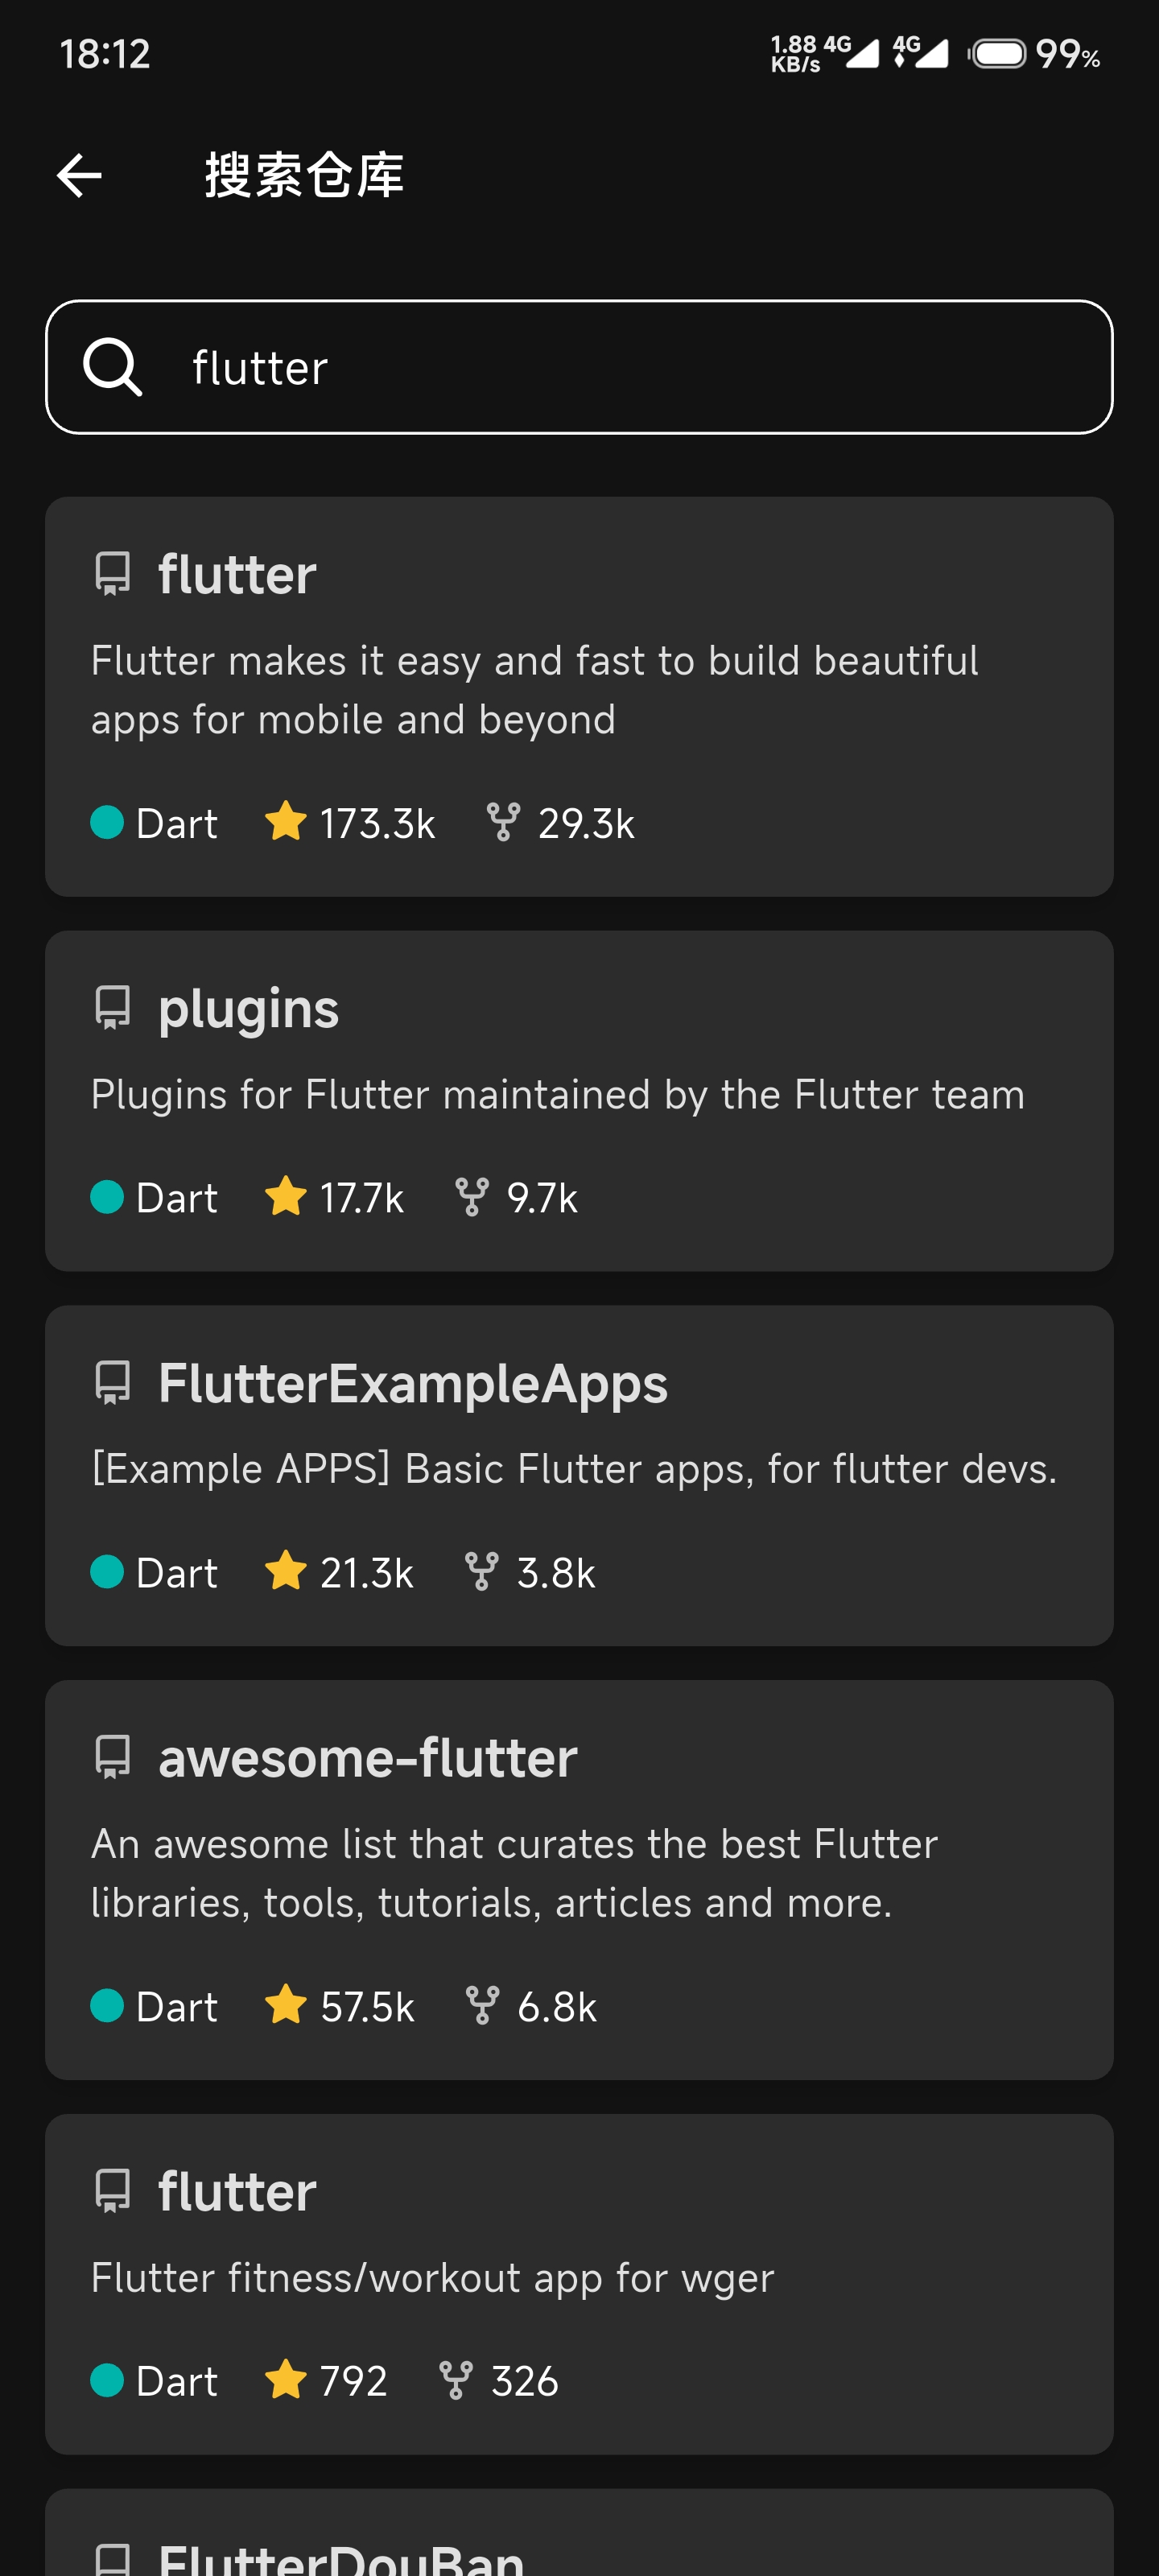 18:12
1.88 KB/s 4G 4G 99%
搜索仓库
flutter
flutter
Flutter makes it easy and fast to build beautiful
apps for mobile and beyond
Dart 173.3k 29.3k
plugins
Plugins for Flutter maintained by the Flutter team
Dart 17.7k 9.7k
FlutterExampleApps
[Example APPS] Basic Flutter apps, for flutter devs.
Dart 21.3k 3.8k
awesome-flutter
An awesome list that curates the best Flutter
libraries, tools, tutorials, articles and more.
Dart 57.5k 6.8k
flutter
Flutter fitness/workout app for wger
Dart 792 326
FlutterDouBan